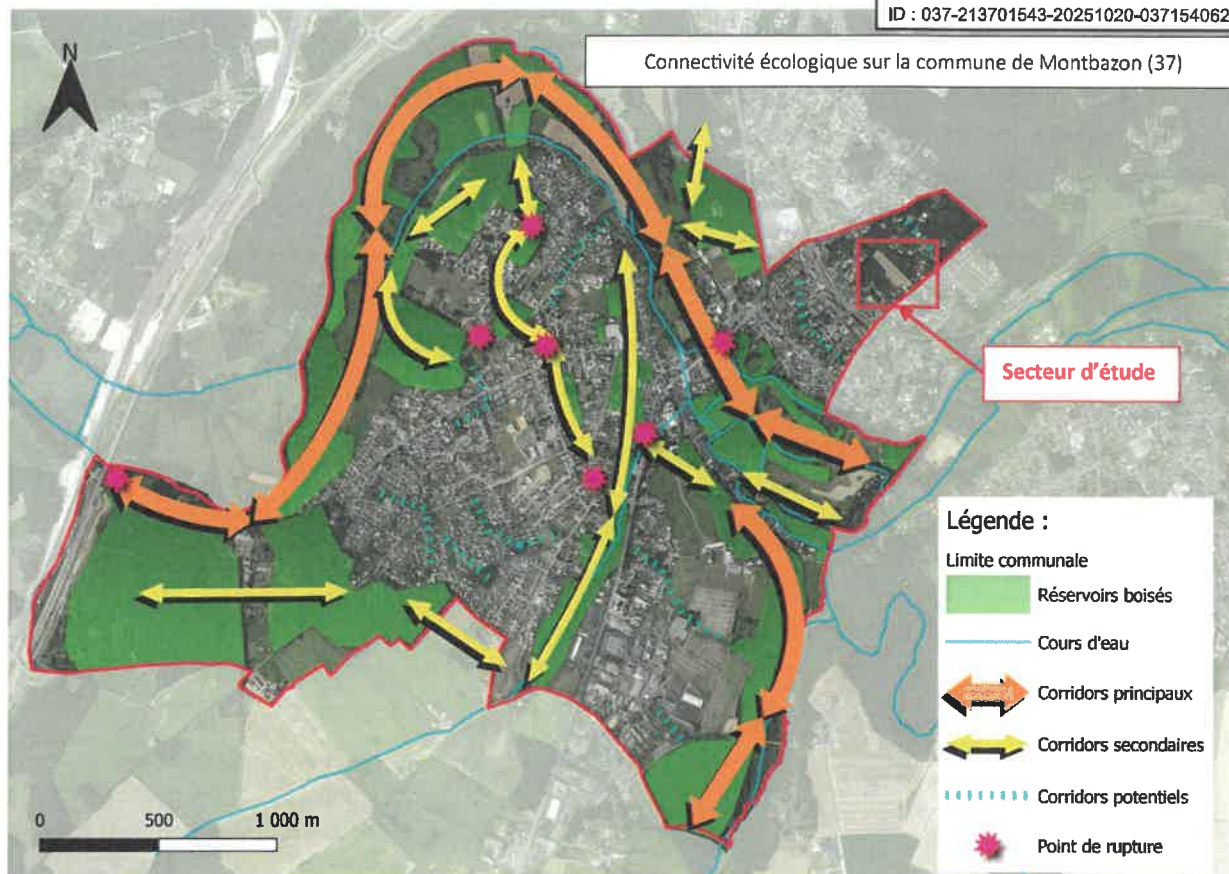 ID : 037-213701543-20251020-037154062
Connectivité écologique sur la commune de Montbazon (37)
N
Secteur d'étude
Légende :
Limite communale
Réservoirs boisés
Cours d'eau
Corridors principaux
Corridors secondaires
Corridors potentiels
Point de rupture
0 500 1 000 m